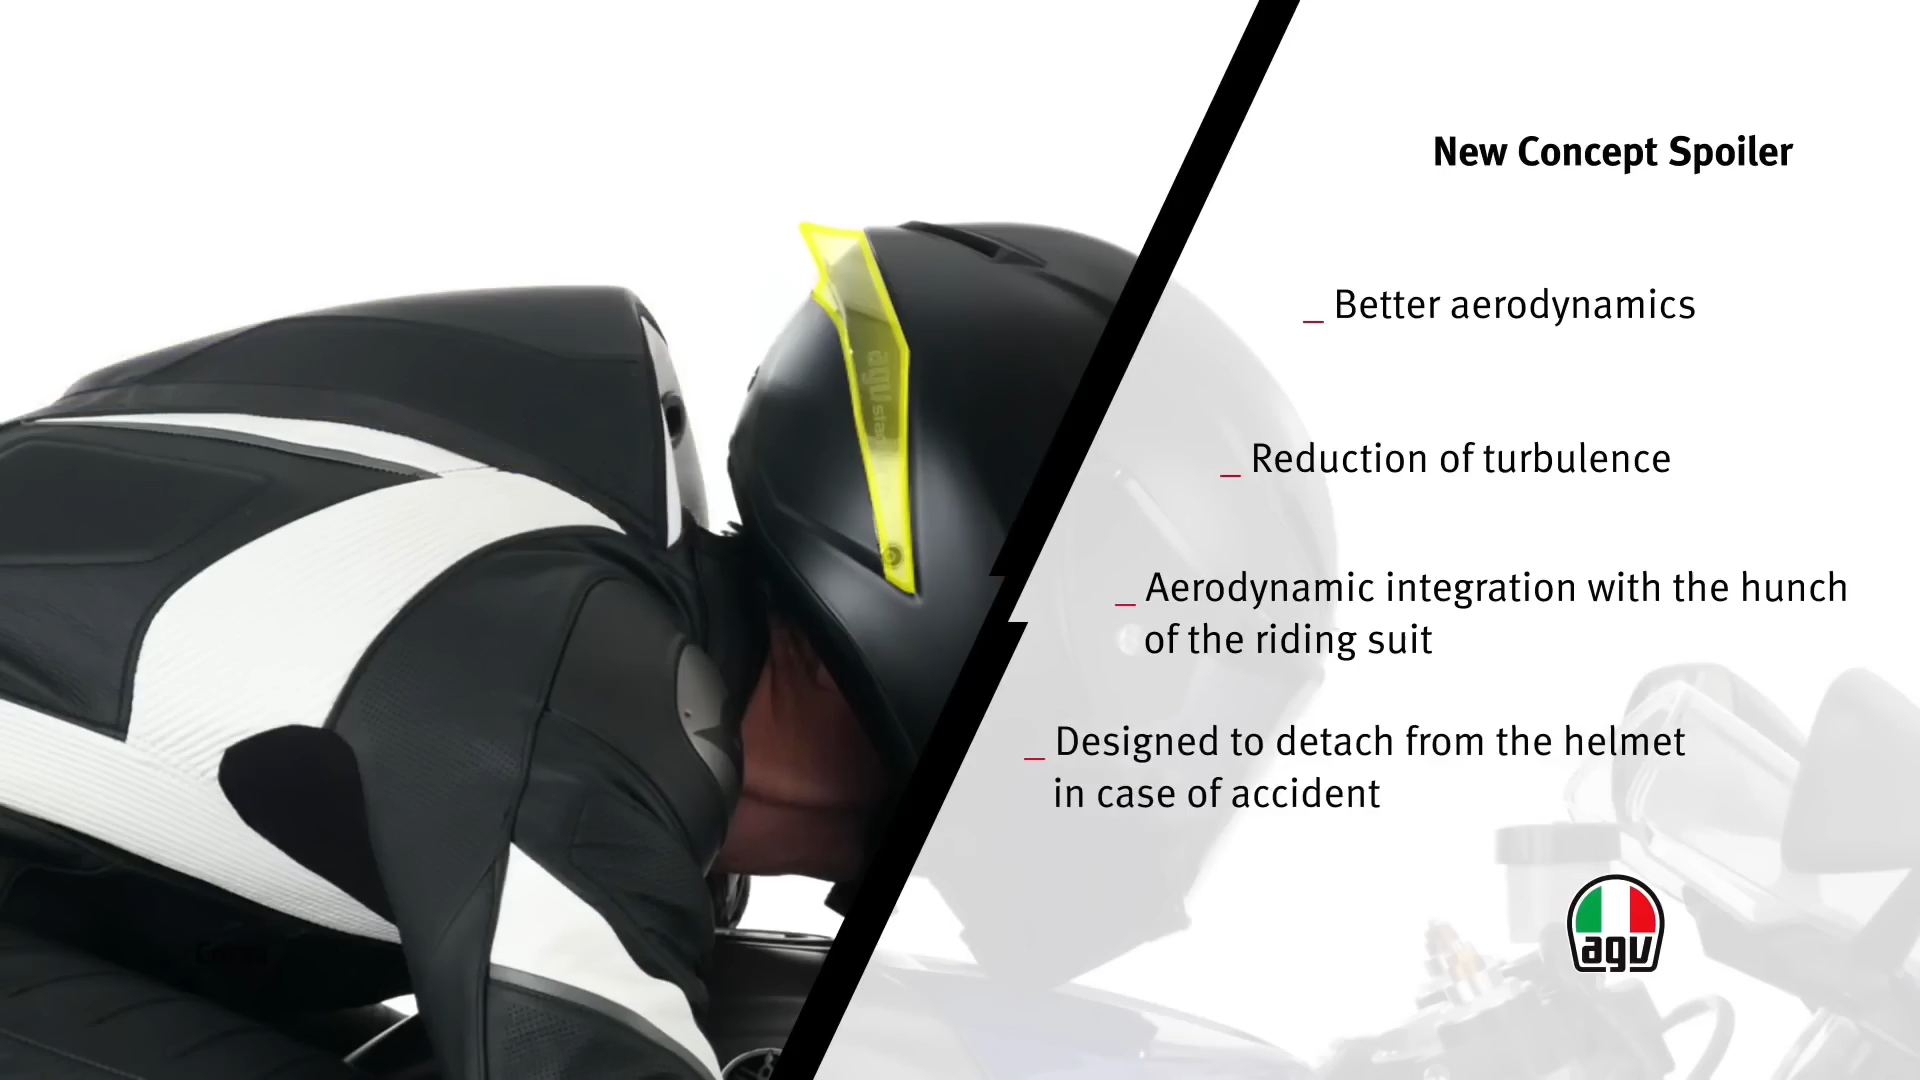 New Concept Spoiler
_ Better aerodynamics
_ Reduction of turbulence
_ Aerodynamic integration with the hunch
of the riding suit
_ Designed to detach from the helmet
in case of accident
agv